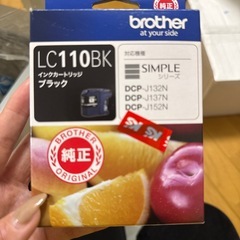 brother
at your side
LC110BK
インクカートリッジ
ブラック
対応機種
SIMPLE
シリーズ
DCP-J132N
DCP-J137N
DCP-J152N
BROTHER
純正
ORIGINAL
純正